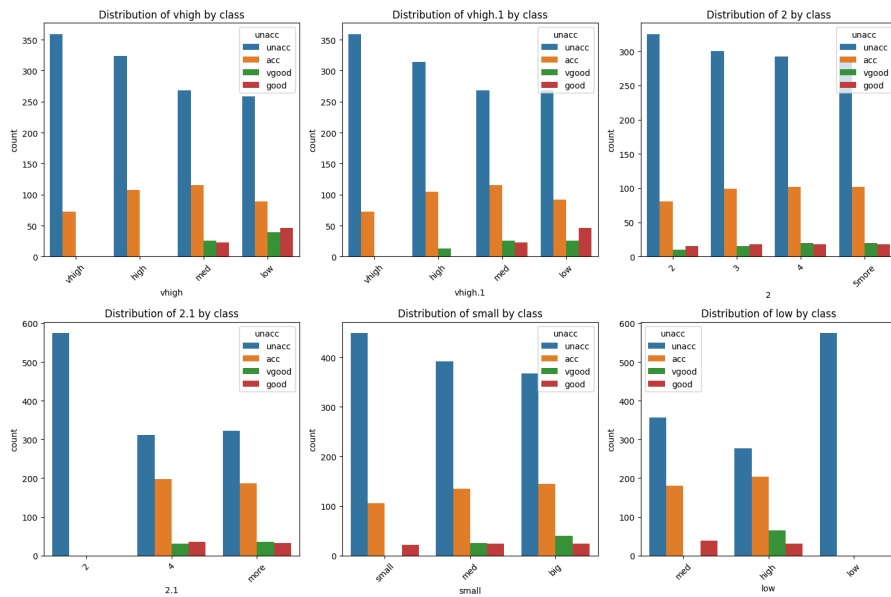 Distribution of vhigh by class
count
350
300
250
200
150
100
50
0
unacc
unacc
acc
vgood
good
vhigh
high
med
low
vhigh
Distribution of vhigh.1 by class
count
350
300
250
200
150
100
50
0
unacc
unacc
acc
vgood
good
vhigh
high
med
low
vhigh.1
Distribution of 2 by class
count
300
250
200
150
100
50
0
unacc
unacc
acc
vgood
good
2
3
4
5more
2
Distribution of 2.1 by class
count
600
500
400
300
200
100
0
unacc
unacc
acc
vgood
good
2
4
more
2.1
Distribution of small by class
count
400
300
200
100
0
unacc
unacc
acc
vgood
good
small
med
big
small
Distribution of low by class
count
600
500
400
300
200
100
0
unacc
unacc
acc
vgood
good
med
high
low
low